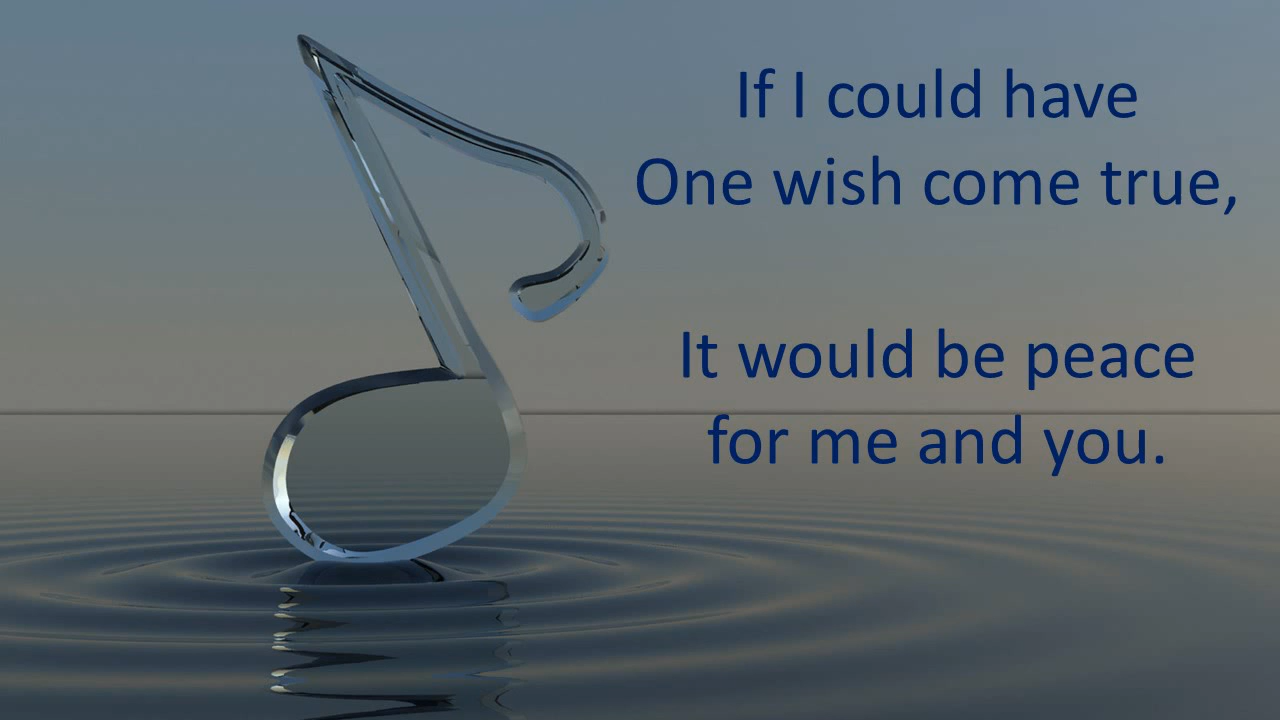 If I could have
One wish come true,
It would be peace
for me and you.